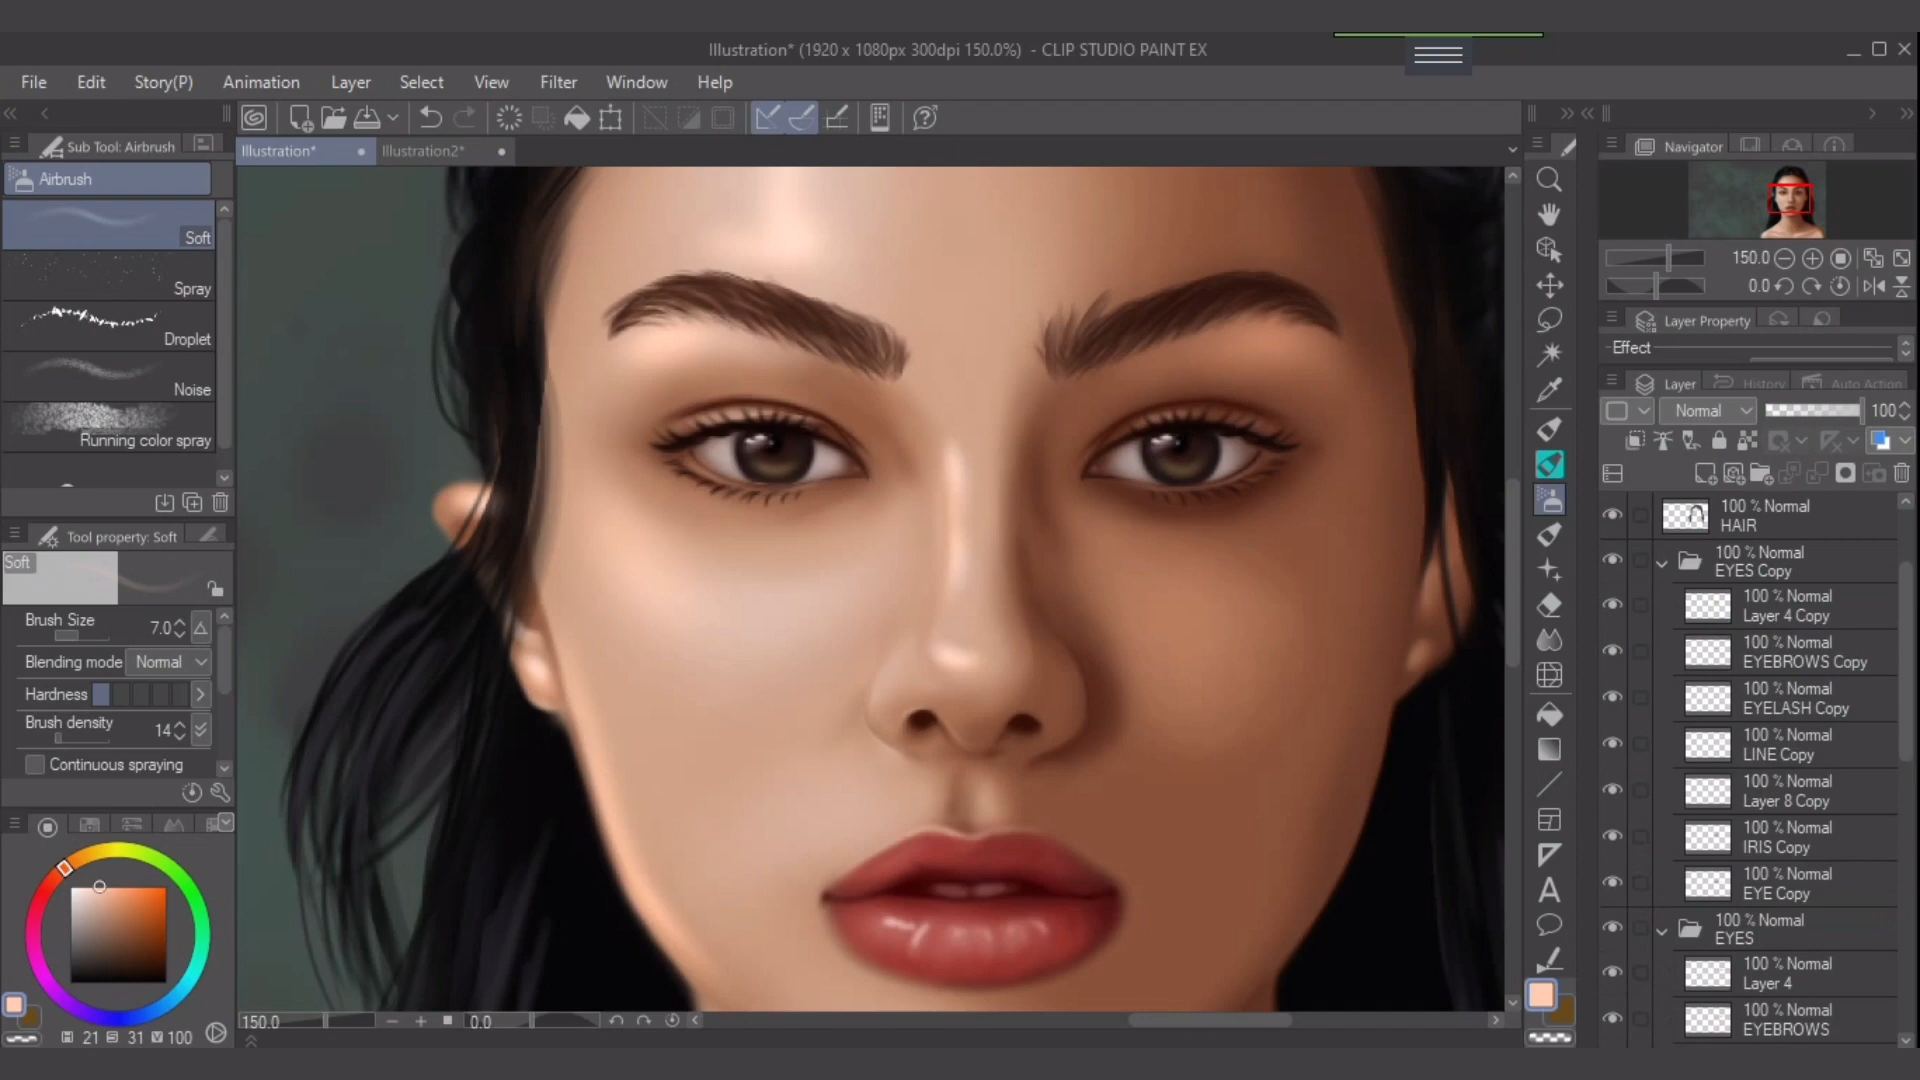 Illustration* (1920 x 1080px 300dpi 150.0%) - CLIP STUDIO PAINT EX
File Edit Story(P) Animation Layer Select View Filter Window Help
Sub Tool: Airbrush
Illustration*
Illustration2*
Airbrush
Soft
Spray
Droplet
Noise
Running color spray
Tool property: Soft
Soft
Brush Size 7.0
Blending mode Normal
Hardness
Brush density 14
Continuous spraying
21 31 100
150.0 0.0
Navigator
150.0
0.0
Layer Property
Effect
Layer History Auto Action
Normal 100
100 % Normal
HAIR
100 % Normal
EYES Copy
100 % Normal
Layer 4 Copy
100 % Normal
EYEBROWS Copy
100 % Normal
EYELASH Copy
100 % Normal
LINE Copy
100 % Normal
Layer 8 Copy
100 % Normal
IRIS Copy
100 % Normal
EYE Copy
100 % Normal
EYES
100 % Normal
Layer 4
100 % Normal
EYEBROWS